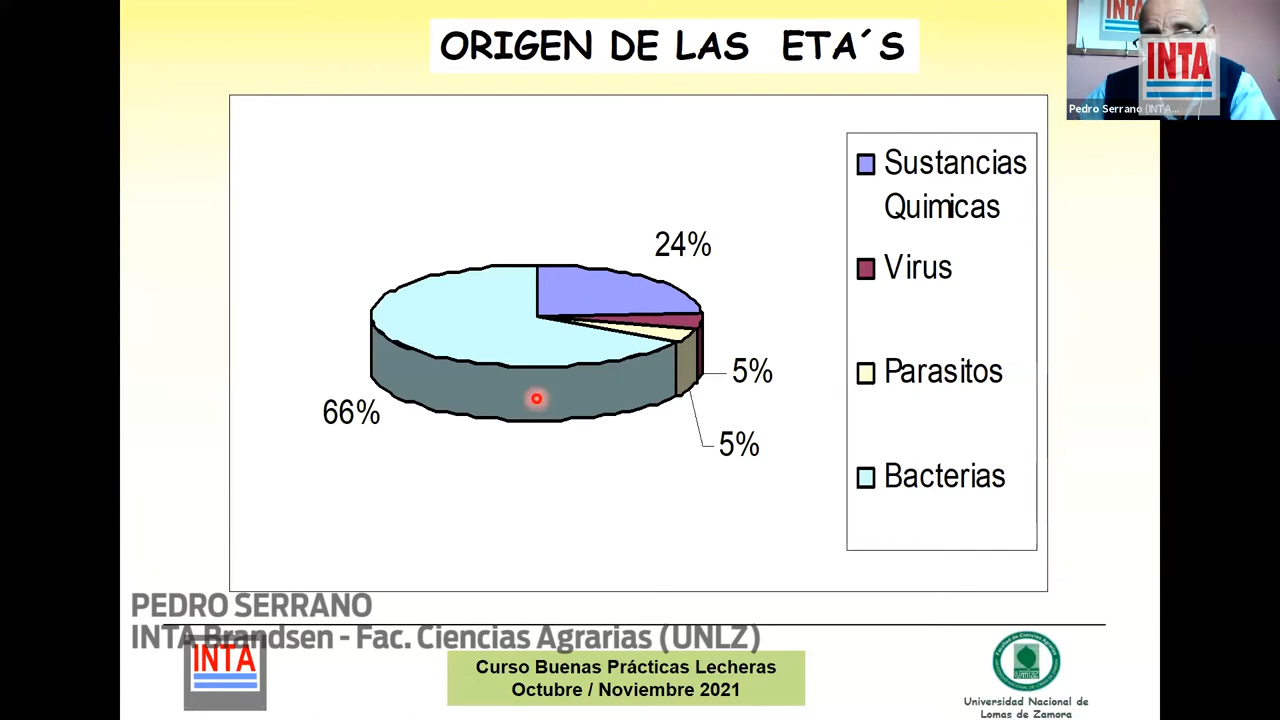 ORIGEN DE LAS ETA´S
INTA
INTA
Pedro Serrano (INTA...
Sustancias
Quimicas
24%
Virus
5%
Parasitos
66%
5%
Bacterias
PEDRO SERRANO
INTA Brandsen - Fac. Ciencias Agrarias (UNLZ)
INTA
Curso Buenas Prácticas Lecheras
Octubre / Noviembre 2021
Universidad Nacional de
Lomas de Zamora